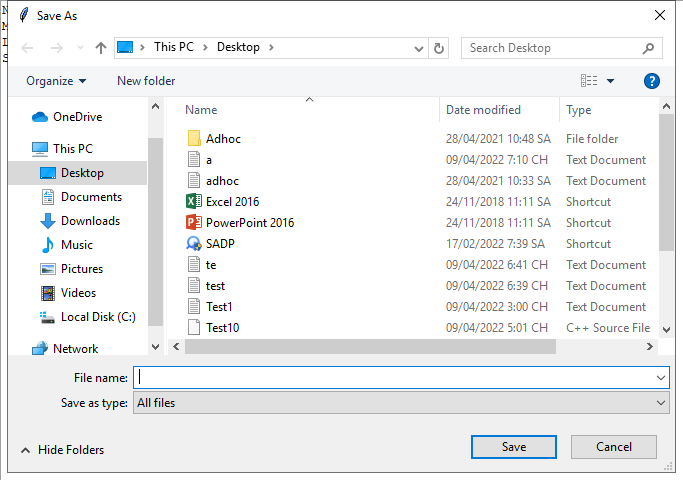 Save As
This PC > Desktop >
Search Desktop
Organize
New folder
Name
Date modified
Type
OneDrive
This PC
Desktop
Documents
Downloads
Music
Pictures
Videos
Local Disk (C:)
Network
Adhoc 28/04/2021 10:48 SA File folder
a 09/04/2022 7:10 CH Text Document
adhoc 28/04/2021 10:33 SA Text Document
Excel 2016 24/11/2018 11:11 SA Shortcut
PowerPoint 2016 24/11/2018 11:11 SA Shortcut
SADP 17/02/2022 7:39 SA Shortcut
te 09/04/2022 6:41 CH Text Document
test 09/04/2022 6:39 CH Text Document
Test1 09/04/2022 3:00 CH Text Document
Test10 09/04/2022 5:01 CH C++ Source File
File name:
Save as type: All files
Hide Folders
Save
Cancel